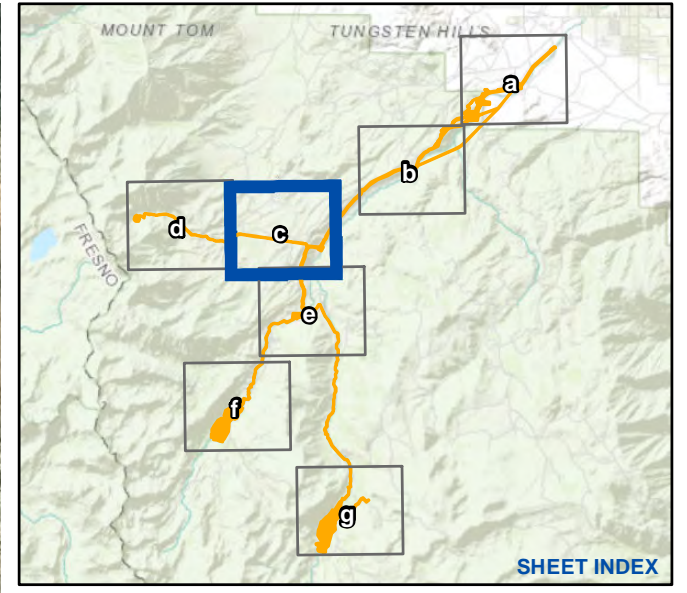 MOUNT TOM
TUNGSTEN HILLS
a
b
d
c
FRESNO
e
f
g
SHEET INDEX